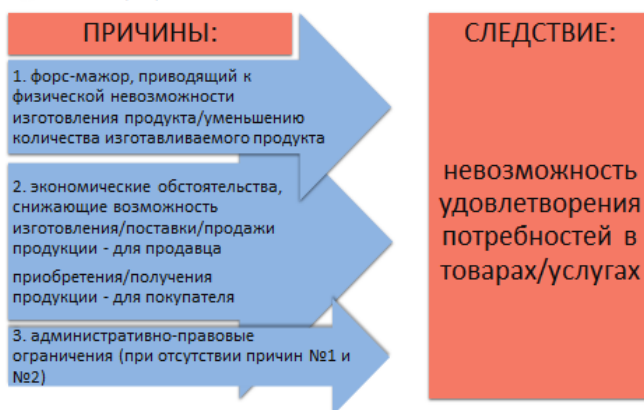 ПРИЧИНЫ:
1. форс-мажор, приводящий к
физической невозможности
изготовления продукта/уменьшению
количества изготавливаемого продукта
2. экономические обстоятельства,
снижающие возможность
изготовления/поставки/продажи
продукции - для продавца
приобретения/получения
продукции - для покупателя
3. административно-правовые
ограничения (при отсутствии причин №1 и
№2)
СЛЕДСТВИЕ:
невозможность
удовлетворения
потребностей в
товарах/услугах